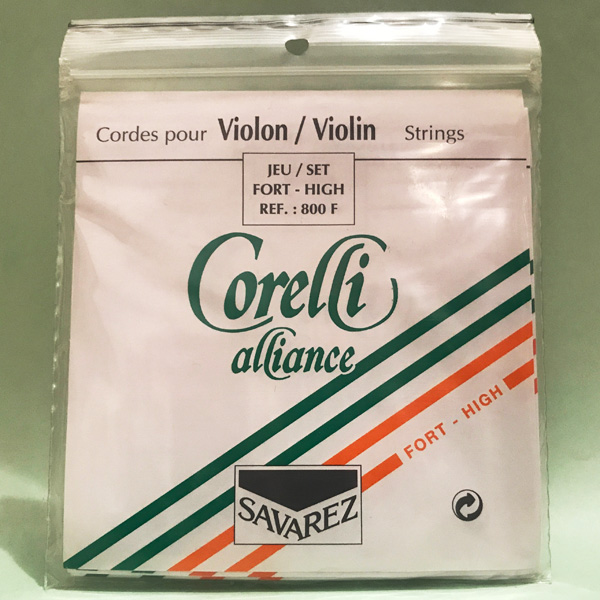 Cordes pour Violon / Violin Strings
JEU / SET
FORT - HIGH
REF. : 800 F
Corelli
alliance
FORT - HIGH
SAVAREZ